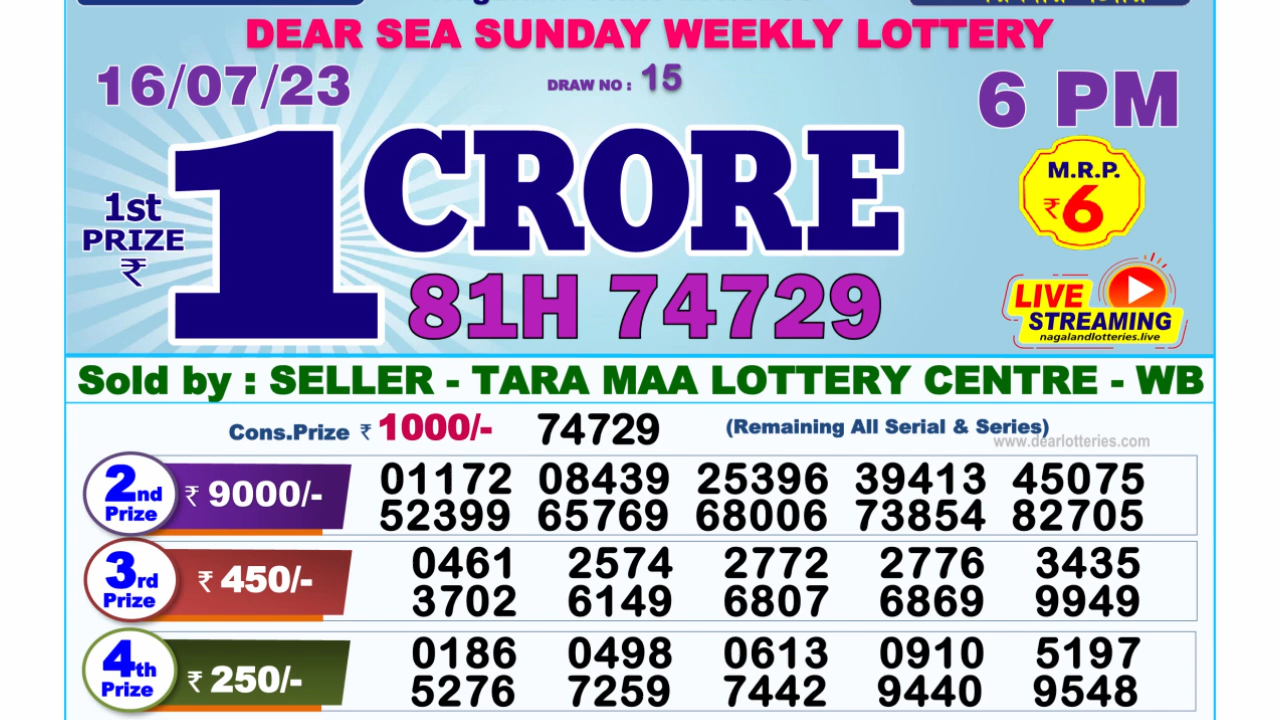 DEAR SEA SUNDAY WEEKLY LOTTERY
16/07/23
DRAW NO : 15
6 PM
1st
PRIZE
₹
1 CRORE
81H 74729
M.R.P.
₹6
LIVE
STREAMING
nagalandlotteries.live
Sold by : SELLER - TARA MAA LOTTERY CENTRE - WB
Cons.Prize ₹ 1000/- 74729 (Remaining All Serial & Series)
www.dearlotteries.com
2nd Prize ₹ 9000/-
01172 08439 25396 39413 45075
52399 65769 68006 73854 82705
3rd Prize ₹ 450/-
0461 2574 2772 2776 3435
3702 6149 6807 6869 9949
4th Prize ₹ 250/-
0186 0498 0613 0910 5197
5276 7259 7442 9440 9548